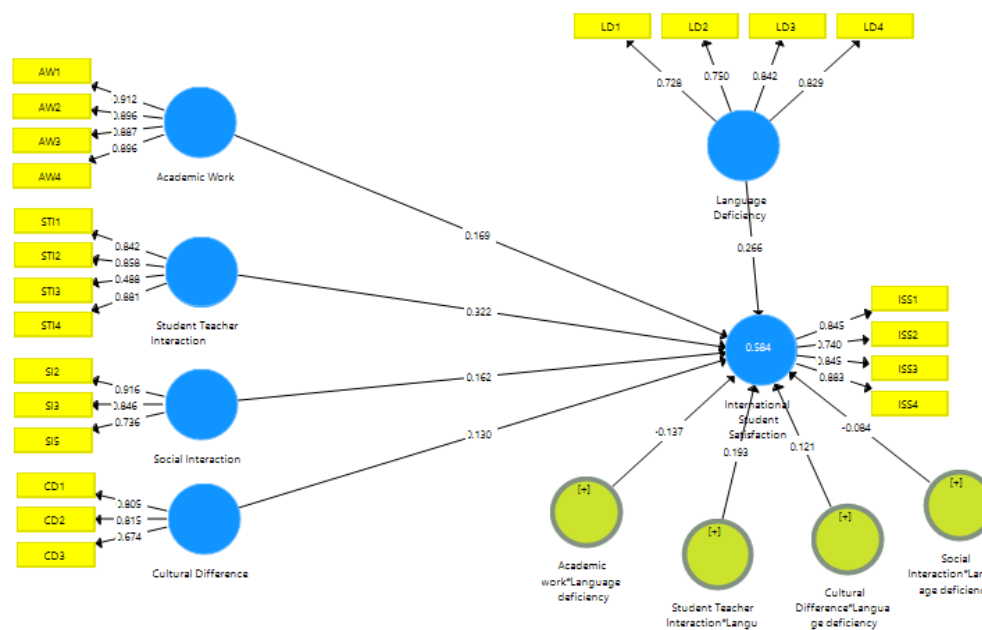 LD1
LD2
LD3
LD4
0.728
0.750
0.842
0.829
Language
Deficiency
0.266
AW1
AW2
AW3
AW4
0.912
0.896
0.887
0.896
Academic Work
0.169
STI1
STI2
STI3
STI4
0.842
0.858
0.488
0.881
Student Teacher
Interaction
0.322
SI2
SI3
SI5
0.916
0.846
0.736
Social Interaction
0.162
CD1
CD2
CD3
0.805
0.815
0.674
Cultural Difference
0.130
0.584
International
Student
Satisfaction
ISS1
ISS2
ISS3
ISS4
0.845
0.740
0.845
0.883
-0.137
0.193
0.121
-0.084
[+]
Academic
work*Language
deficiency
[+]
Student Teacher
Interaction*Langu
[+]
Cultural
Difference*Langua
ge deficiency
[+]
Social
Interaction*Lan
age deficienc